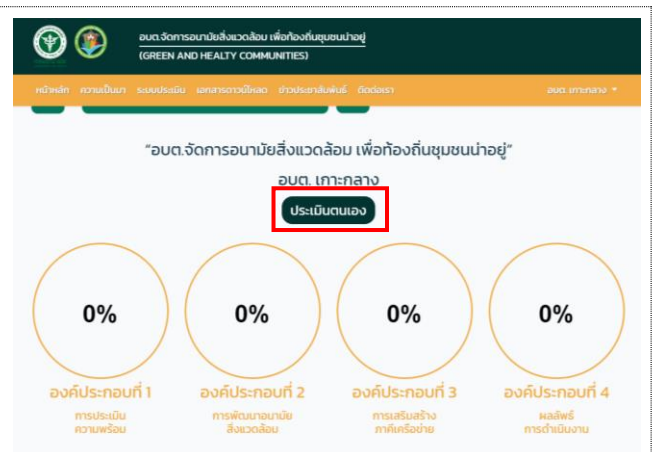 อบต.จัดการอนามัยสิ่งแวดล้อม เพื่อท้องถิ่นชุมชนน่าอยู่
(GREEN AND HEALTY COMMUNITIES)
หน้าหลัก ความเป็นมา ระบบประเมิน เอกสารดาวน์โหลด ข่าวประชาสัมพันธ์ ติดต่อเรา อบต. เกาะกลาง
“อบต.จัดการอนามัยสิ่งแวดล้อม เพื่อท้องถิ่นชุมชนน่าอยู่”
อบต. เกาะกลาง
ประเมินตนเอง
0% 0% 0% 0%
องค์ประกอบที่ 1 องค์ประกอบที่ 2 องค์ประกอบที่ 3 องค์ประกอบที่ 4
การประเมิน การพัฒนาอนามัย การเสริมสร้าง ผลลัพธ์
ความพร้อม สิ่งแวดล้อม ภาคีเครือข่าย การดำเนินงาน